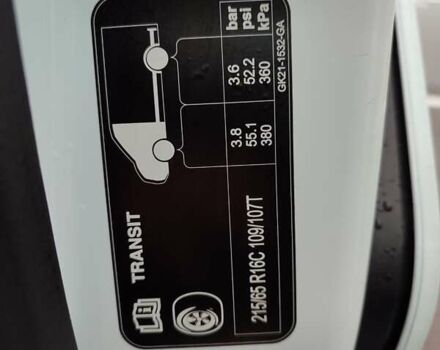 TRANSIT
bar
psi
kPa
215/65 R16C 109/107T
3.8
55.1
380
3.6
52.2
360
GK21-1532-GA